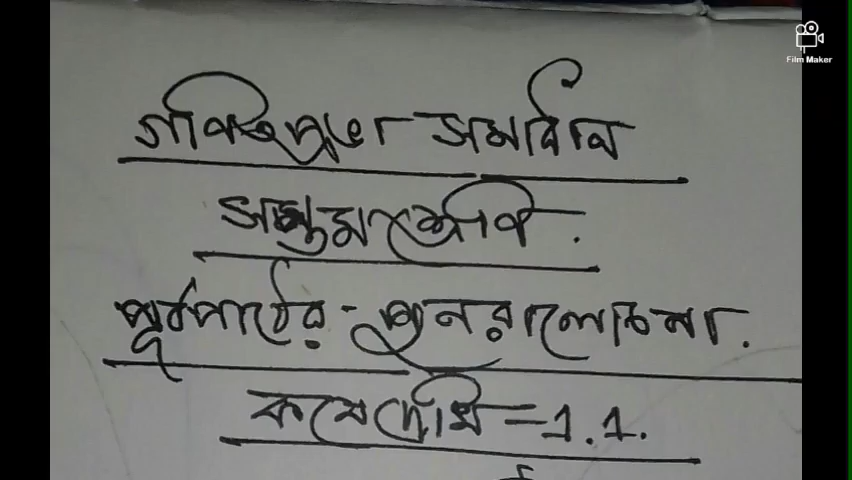 Film Maker
গণিতপ্রভা সমাধান
সপ্তম শ্রেণি.
পূর্বপাঠের - পুনরালোচনা.
কষে দেখি = 1.1.